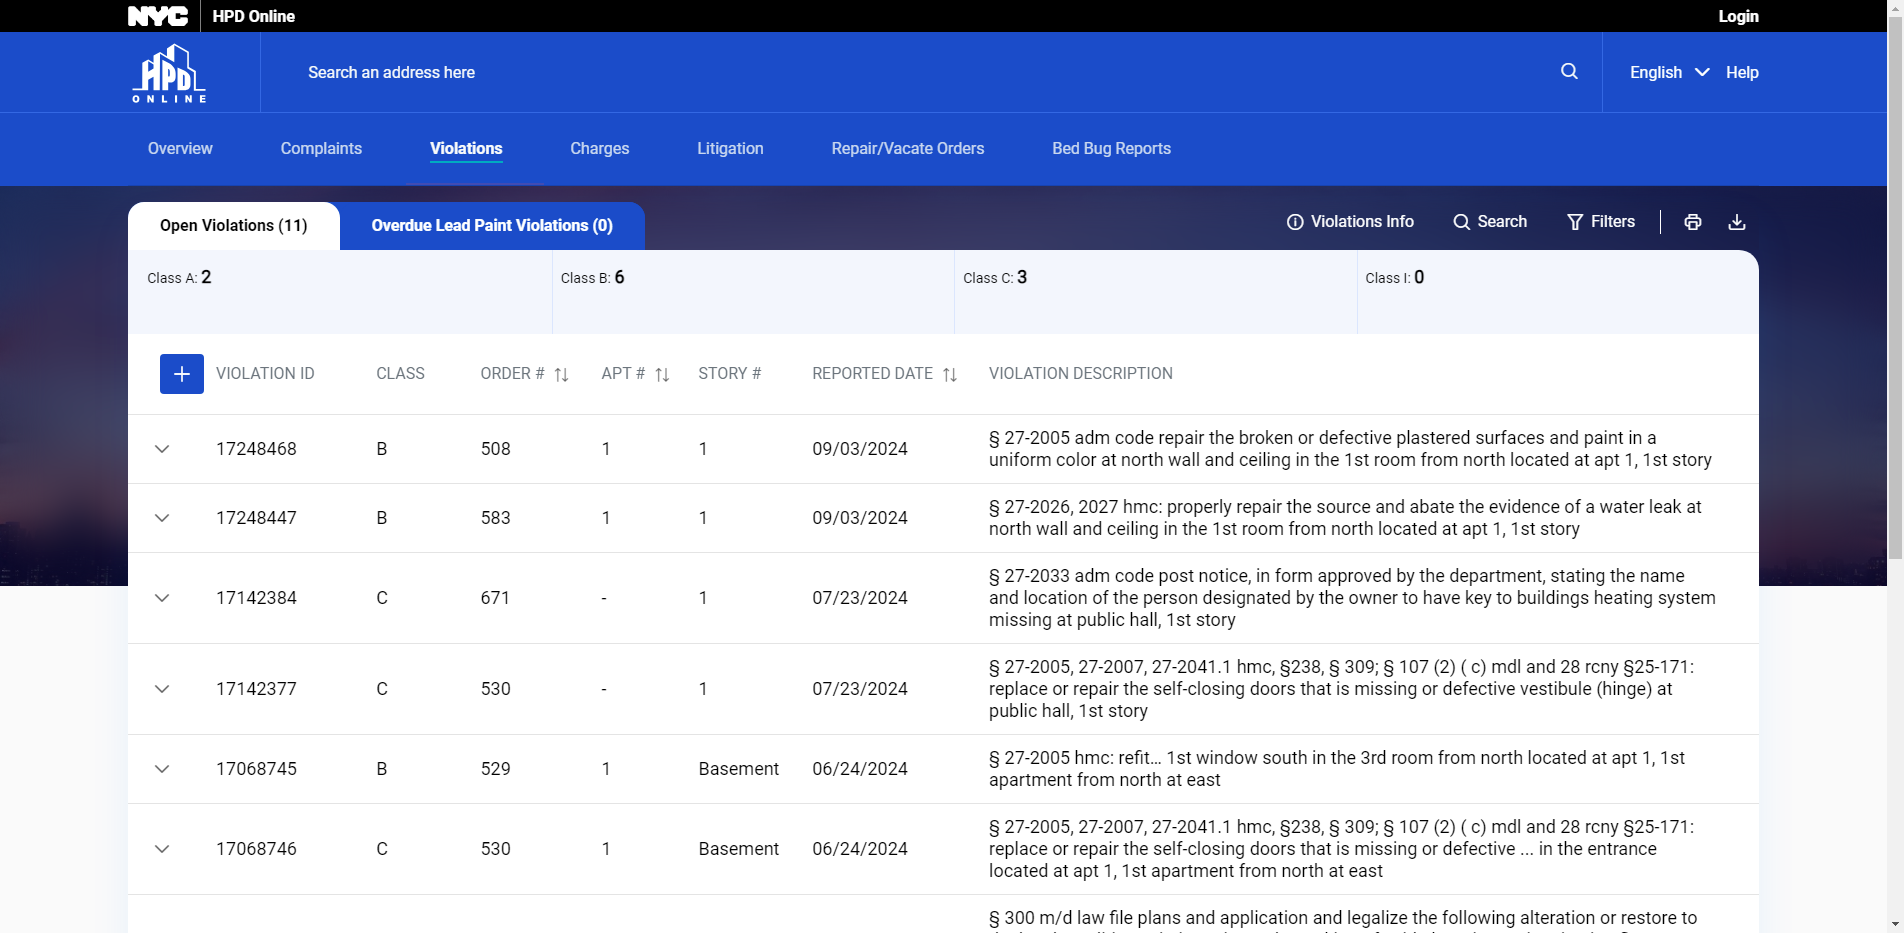 NYC HPD Online Login
HPD ONLINE
Search an address here English Help
Overview Complaints Violations Charges Litigation Repair/Vacate Orders Bed Bug Reports
Open Violations (11) Overdue Lead Paint Violations (0) Violations Info Search Filters
Class A: 2 Class B: 6 Class C: 3 Class I: 0
VIOLATION ID CLASS ORDER # APT # STORY # REPORTED DATE VIOLATION DESCRIPTION
17248468 B 508 1 1 09/03/2024
§ 27-2005 adm code repair the broken or defective plastered surfaces and paint in a
uniform color at north wall and ceiling in the 1st room from north located at apt 1, 1st story
17248447 B 583 1 1 09/03/2024
§ 27-2026, 2027 hmc: properly repair the source and abate the evidence of a water leak at
north wall and ceiling in the 1st room from north located at apt 1, 1st story
17142384 C 671 - 1 07/23/2024
§ 27-2033 adm code post notice, in form approved by the department, stating the name
and location of the person designated by the owner to have key to buildings heating system
missing at public hall, 1st story
17142377 C 530 - 1 07/23/2024
§ 27-2005, 27-2007, 27-2041.1 hmc, §238, § 309; § 107 (2) ( c) mdl and 28 rcny §25-171:
replace or repair the self-closing doors that is missing or defective vestibule (hinge) at
public hall, 1st story
17068745 B 529 1 Basement 06/24/2024
§ 27-2005 hmc: refit... 1st window south in the 3rd room from north located at apt 1, 1st
apartment from north at east
17068746 C 530 1 Basement 06/24/2024
§ 27-2005, 27-2007, 27-2041.1 hmc, §238, § 309; § 107 (2) ( c) mdl and 28 rcny §25-171:
replace or repair the self-closing doors that is missing or defective ... in the entrance
located at apt 1, 1st apartment from north at east
§ 300 m/d law file plans and application and legalize the following alteration or restore to